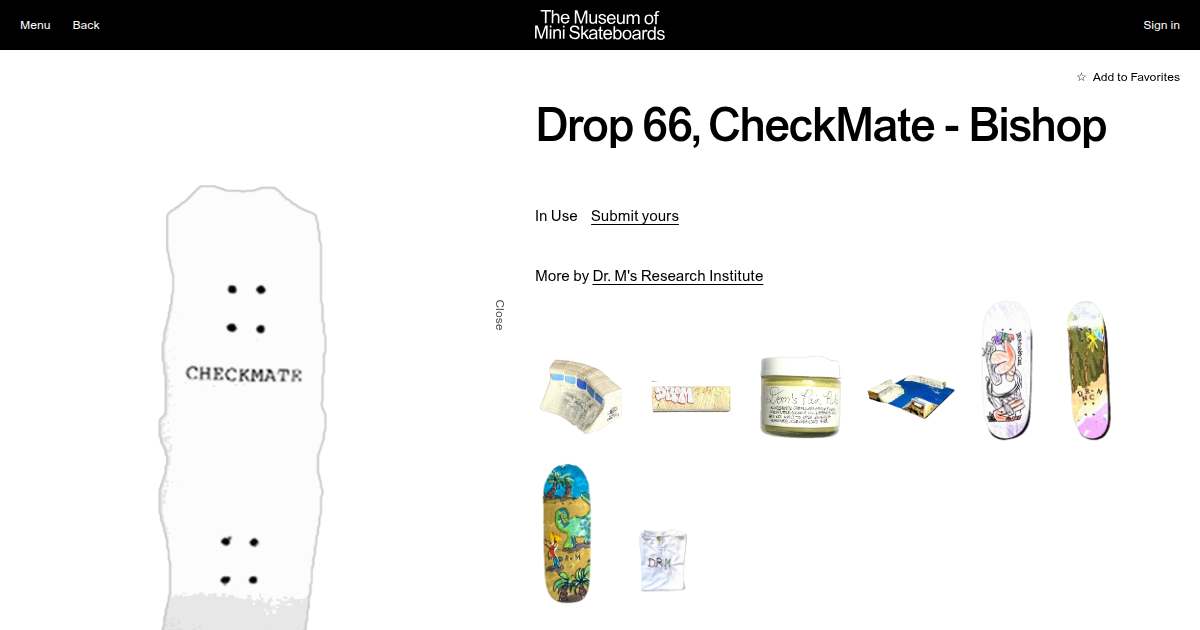 Menu
Back
The Museum of
Mini Skateboards
Sign in
☆ Add to Favorites
Drop 66, CheckMate - Bishop
In Use
Submit yours
More by Dr. M's Research Institute
Close
CHECKMATE
DRM